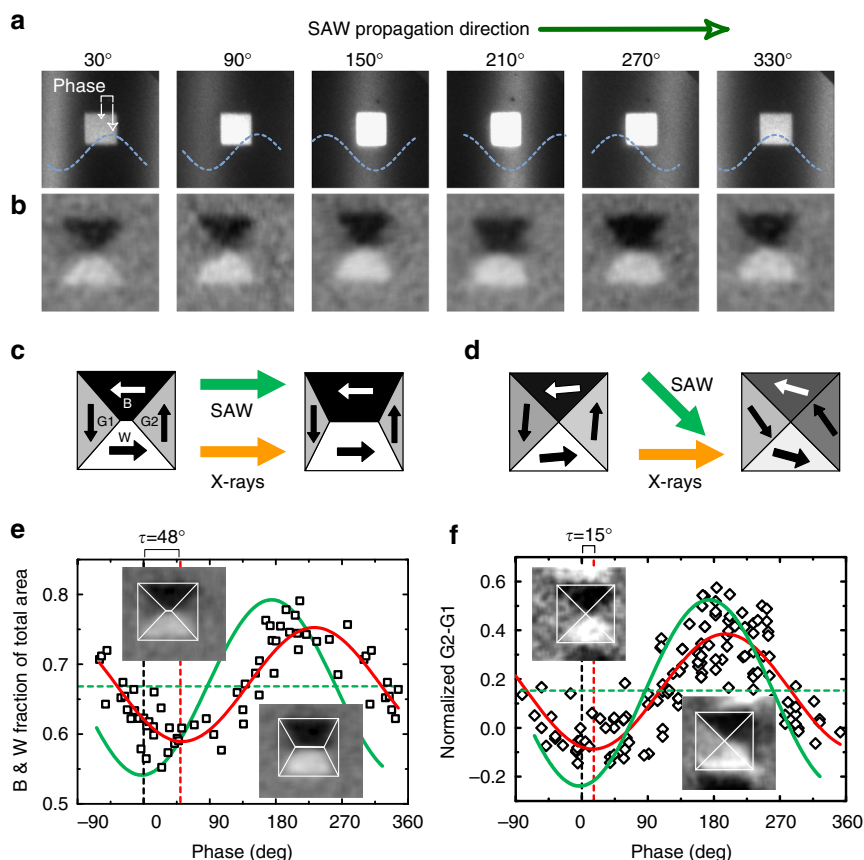 a
SAW propagation direction
30° 90° 150° 210° 270° 330°
Phase
b
c
B
G1 G2
W
SAW
X-rays
d
SAW
X-rays
e
τ=48°
B & W fraction of total area
0.8
0.7
0.6
0.5
–90 0 90 180 270 360
Phase (deg)
f
τ=15°
Normalized G2-G1
0.6
0.4
0.2
0.0
–0.2
–90 0 90 180 270 360
Phase (deg)